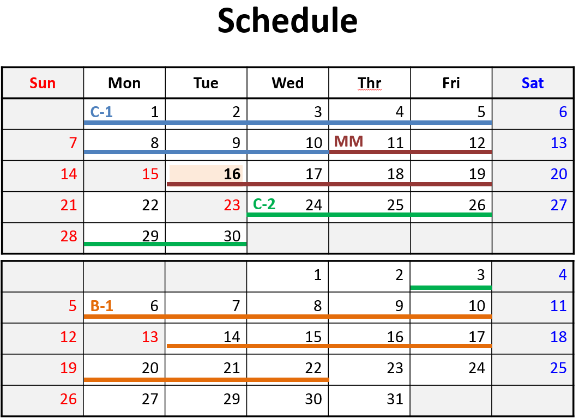 Schedule
Sun Mon Tue Wed Thr Fri Sat
C-1 1 2 3 4 5 6
7 8 9 10 MM 11 12 13
14 15 16 17 18 19 20
21 22 23 C-2 24 25 26 27
28 29 30
1 2 3 4
5 B-1 6 7 8 9 10 11
12 13 14 15 16 17 18
19 20 21 22 23 24 25
26 27 28 29 30 31